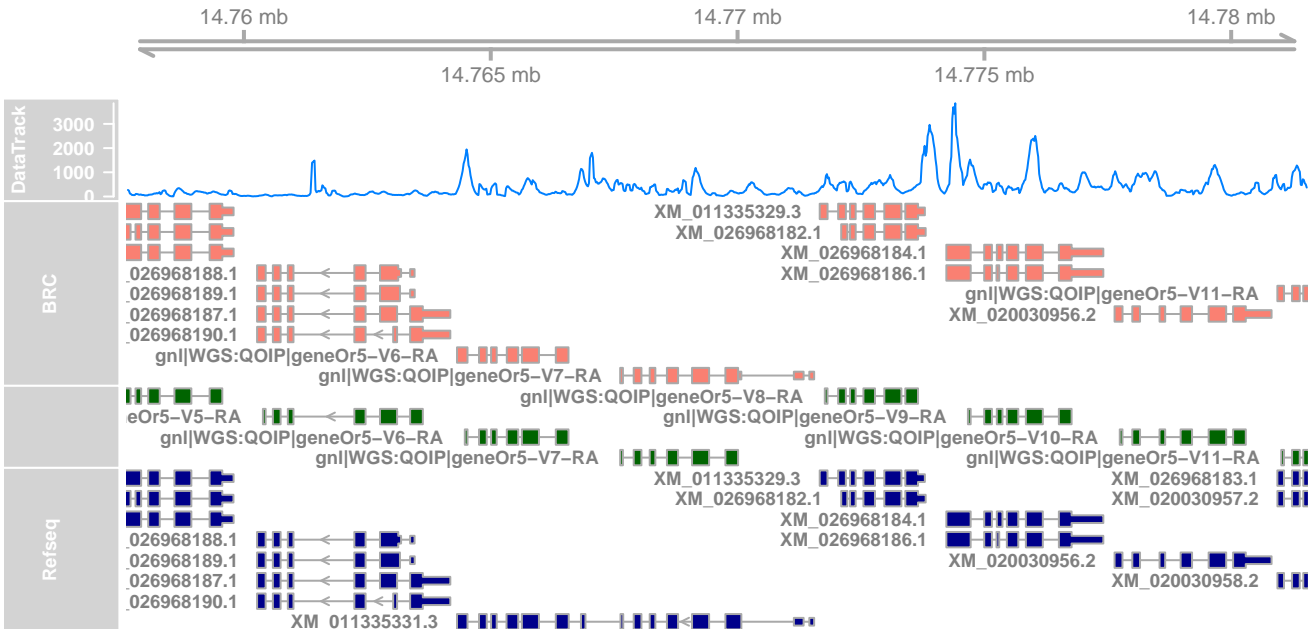 14.76 mb 14.77 mb 14.78 mb
14.765 mb 14.775 mb
DataTrack
3000
2000
1000
0
BRC
XM_011335329.3
XM_026968182.1
XM_026968184.1
_026968188.1 XM_026968186.1
_026968189.1 gnl|WGS:QOIP|geneOr5−V11−RA
_026968187.1 XM_020030956.2
_026968190.1
gnl|WGS:QOIP|geneOr5−V6−RA
gnl|WGS:QOIP|geneOr5−V7−RA
gnl|WGS:QOIP|geneOr5−V8−RA
eOr5−V5−RA gnl|WGS:QOIP|geneOr5−V9−RA
gnl|WGS:QOIP|geneOr5−V6−RA gnl|WGS:QOIP|geneOr5−V10−RA
gnl|WGS:QOIP|geneOr5−V7−RA gnl|WGS:QOIP|geneOr5−V11−RA
Refseq
XM_011335329.3 XM_026968183.1
XM_026968182.1 XM_020030957.2
XM_026968184.1
_026968188.1 XM_026968186.1
_026968189.1 XM_020030956.2
_026968187.1 XM_020030958.2
_026968190.1
XM_011335331.3